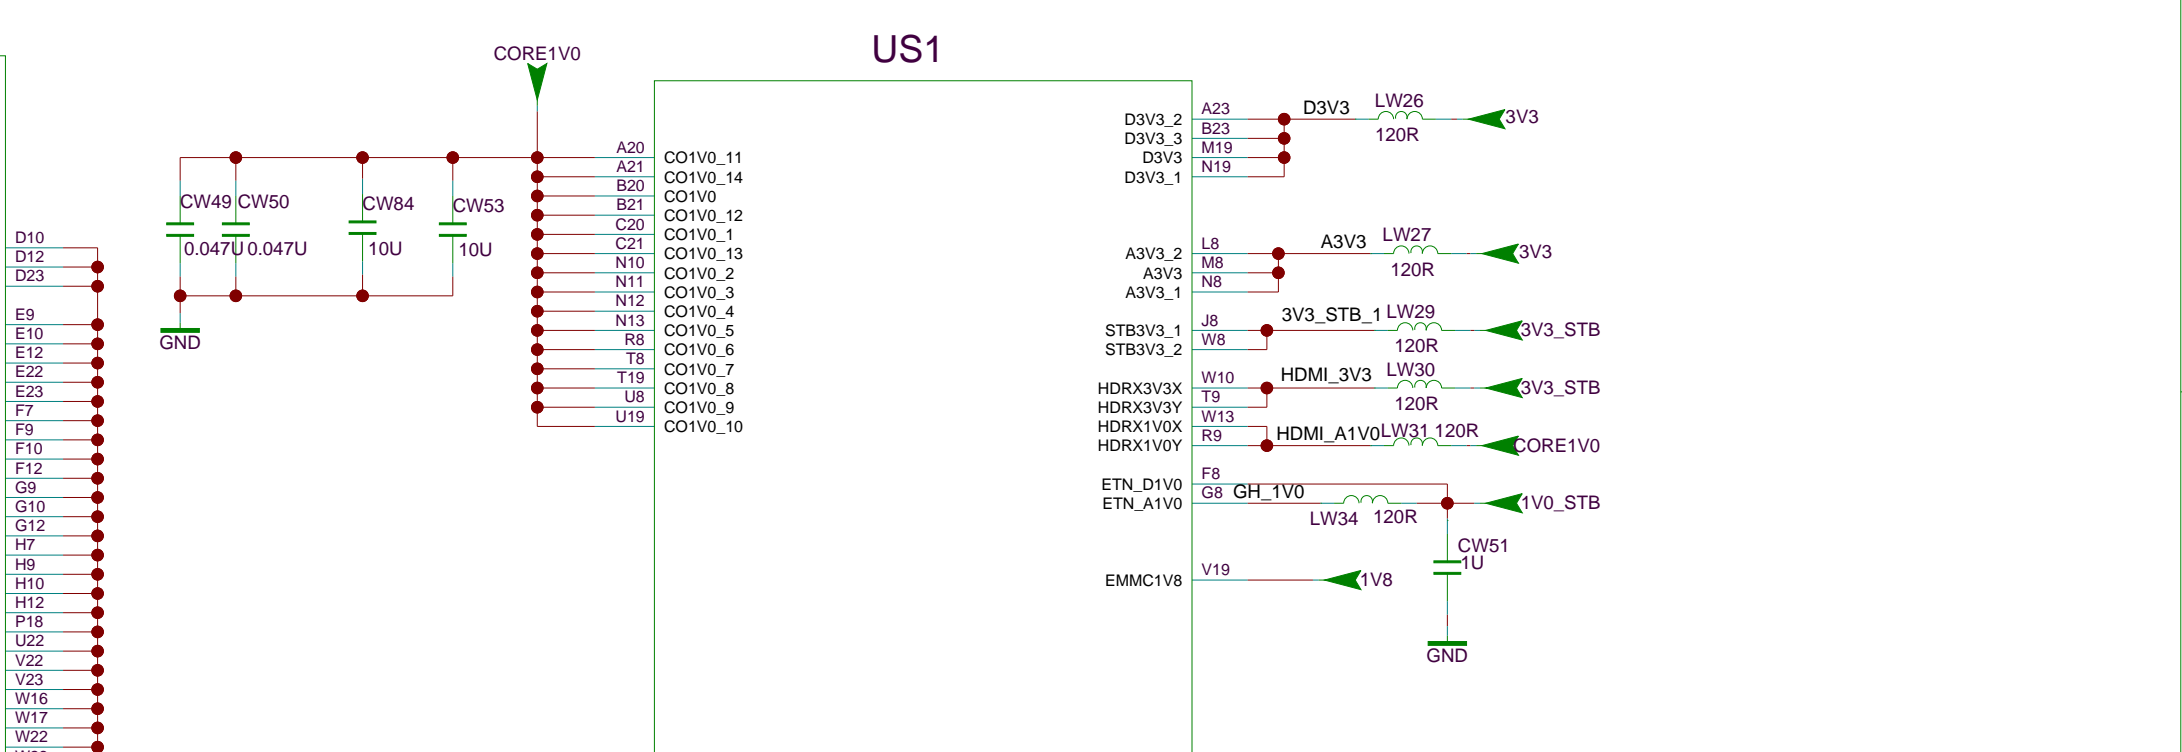 US1
CORE1V0
CW49 CW50 CW84 CW53
0.047U 0.047U 10U 10U
GND
D10
D12
D23
E9
E10
E12
E22
E23
F7
F9
F10
F12
G9
G10
G12
H7
H9
H10
H12
P18
U22
V22
V23
W16
W17
W22
A20 CO1V0_11
A21 CO1V0_14
B20 CO1V0
B21 CO1V0_12
C20 CO1V0_1
C21 CO1V0_13
N10 CO1V0_2
N11 CO1V0_3
N12 CO1V0_4
N13 CO1V0_5
R8 CO1V0_6
T8 CO1V0_7
T19 CO1V0_8
U8 CO1V0_9
U19 CO1V0_10
D3V3_2 A23 D3V3 LW26 120R 3V3
D3V3_3 B23
D3V3 M19
D3V3_1 N19
A3V3_2 L8 A3V3 LW27 120R 3V3
A3V3 M8
A3V3_1 N8
STB3V3_1 J8 3V3_STB_1 LW29 120R 3V3_STB
STB3V3_2 W8
HDRX3V3X W10 HDMI_3V3 LW30 120R 3V3_STB
HDRX3V3Y T9
HDRX1V0X W13
HDRX1V0Y R9 HDMI_A1V0 LW31 120R CORE1V0
ETN_D1V0 F8
ETN_A1V0 G8 GH_1V0 LW34 120R 1V0_STB
CW51
1U
GND
EMMC1V8 V19 1V8